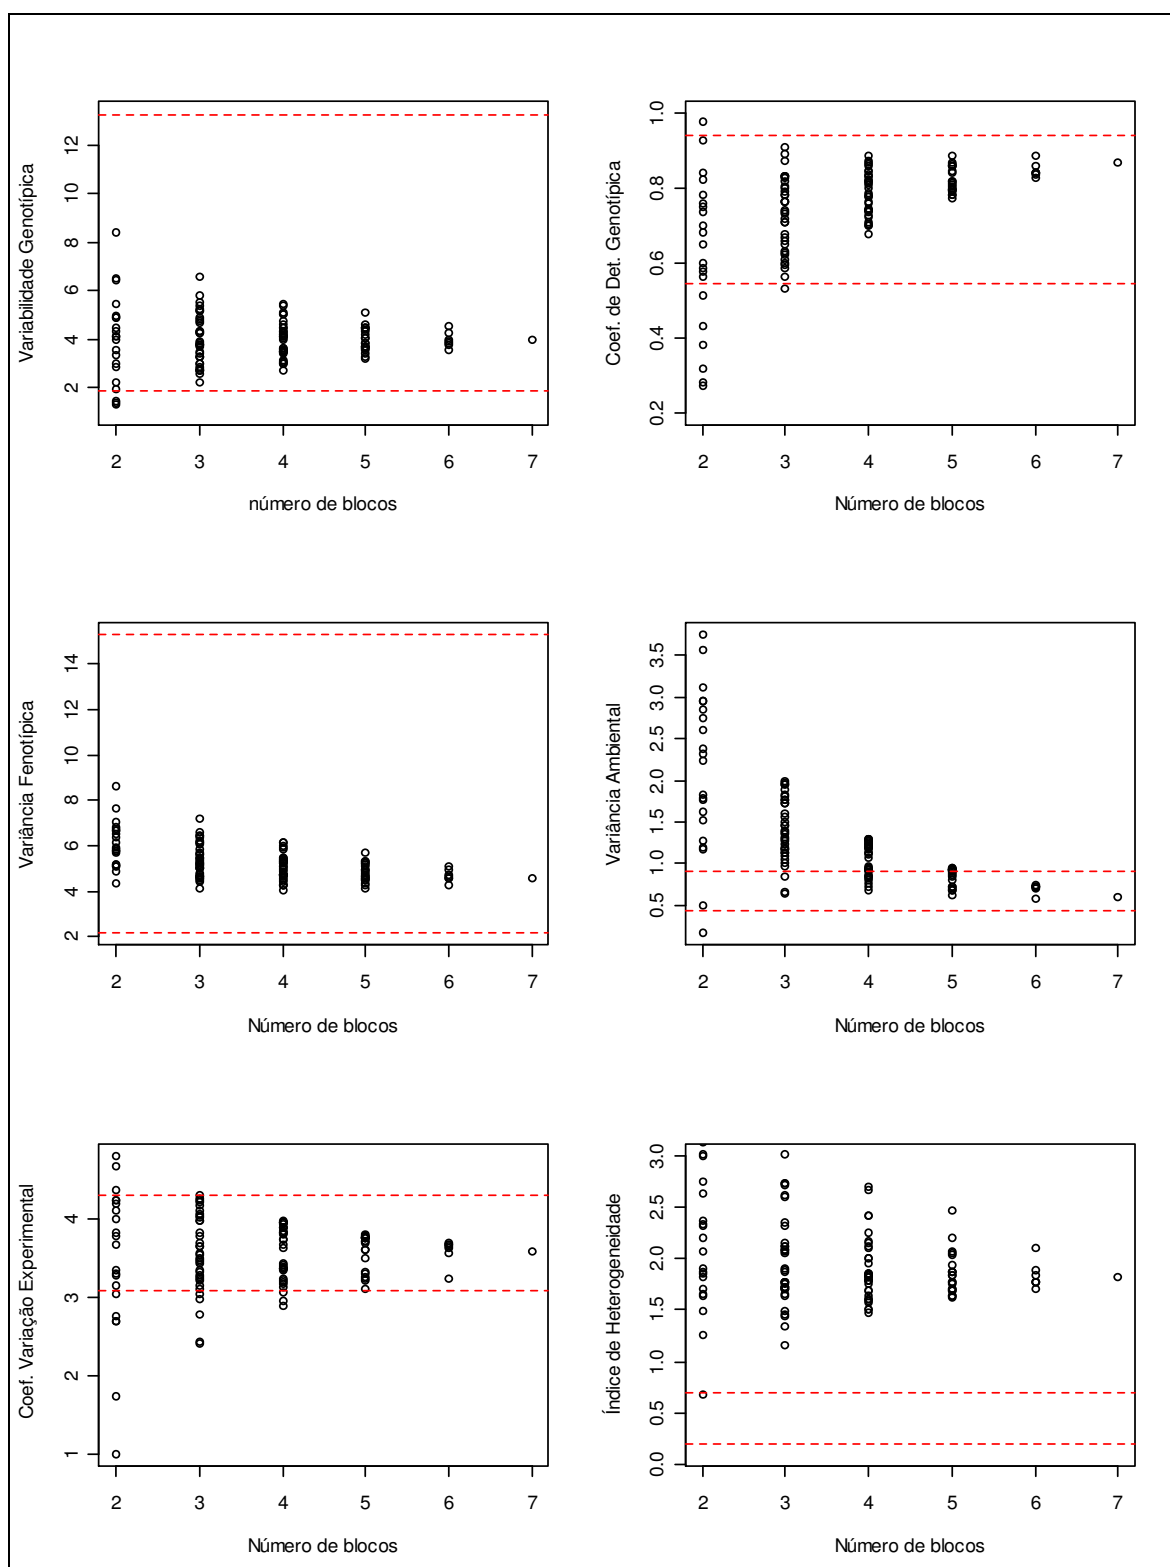 Variabilidade Genotípica
2 4 6 8 10 12
2 3 4 5 6 7
número de blocos
Coef. de Det. Genotípica
0.2 0.4 0.6 0.8 1.0
2 3 4 5 6 7
Número de blocos
Variância Fenotípica
2 4 6 8 10 12 14
2 3 4 5 6 7
Número de blocos
Variância Ambiental
0.5 1.0 1.5 2.0 2.5 3.0 3.5
2 3 4 5 6 7
Número de blocos
Coef. Variação Experimental
1 2 3 4
2 3 4 5 6 7
Número de blocos
Índice de Heterogeneidade
0.0 0.5 1.0 1.5 2.0 2.5 3.0
2 3 4 5 6 7
Número de blocos